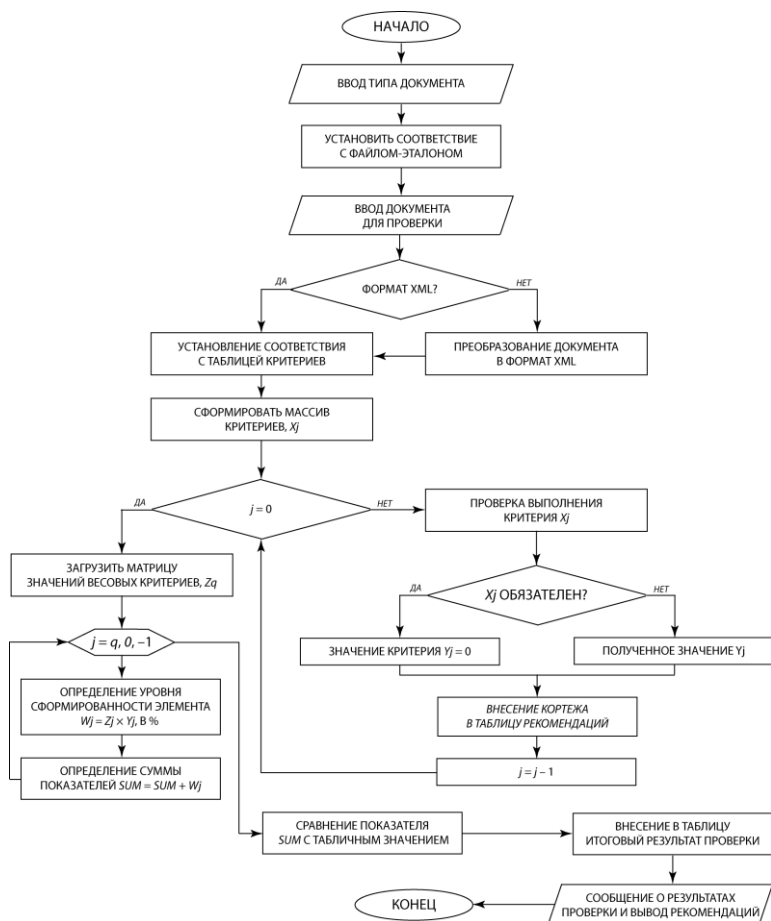 НАЧАЛО
ВВОД ТИПА ДОКУМЕНТА
УСТАНОВИТЬ СООТВЕТСТВИЕ
С ФАЙЛОМ-ЭТАЛОНОМ
ВВОД ДОКУМЕНТА
ДЛЯ ПРОВЕРКИ
ДА
ФОРМАТ XML?
НЕТ
УСТАНОВЛЕНИЕ СООТВЕТСТВИЯ
С ТАБЛИЦЕЙ КРИТЕРИЕВ
ПРЕОБРАЗОВАНИЕ ДОКУМЕНТА
В ФОРМАТ XML
СФОРМИРОВАТЬ МАССИВ
КРИТЕРИЕВ, Xj
ДА
j = 0
НЕТ
ПРОВЕРКА ВЫПОЛНЕНИЯ
КРИТЕРИЯ Xj
ЗАГРУЗИТЬ МАТРИЦУ
ЗНАЧЕНИЙ ВЕСОВЫХ КРИТЕРИЕВ, Zq
ДА
Xj ОБЯЗАТЕЛЕН?
НЕТ
j = q, 0, −1
ЗНАЧЕНИЕ КРИТЕРИЯ Yj = 0
ПОЛУЧЕННОЕ ЗНАЧЕНИЕ Yj
ОПРЕДЕЛЕНИЕ УРОВНЯ
СФОРМИРОВАННОСТИ ЭЛЕМЕНТА
Wj = Zj × Yj, В %
ВНЕСЕНИЕ КОРТЕЖА
В ТАБЛИЦУ РЕКОМЕНДАЦИЙ
ОПРЕДЕЛЕНИЕ СУММЫ
ПОКАЗАТЕЛЕЙ SUM = SUM + Wj
j = j − 1
СРАВНЕНИЕ ПОКАЗАТЕЛЯ
SUM С ТАБЛИЧНЫМ ЗНАЧЕНИЕМ
ВНЕСЕНИЕ В ТАБЛИЦУ
ИТОГОВЫЙ РЕЗУЛЬТАТ ПРОВЕРКИ
КОНЕЦ
СООБЩЕНИЕ О РЕЗУЛЬТАТАХ
ПРОВЕРКИ И ВЫВОД РЕКОМЕНДАЦИЙ